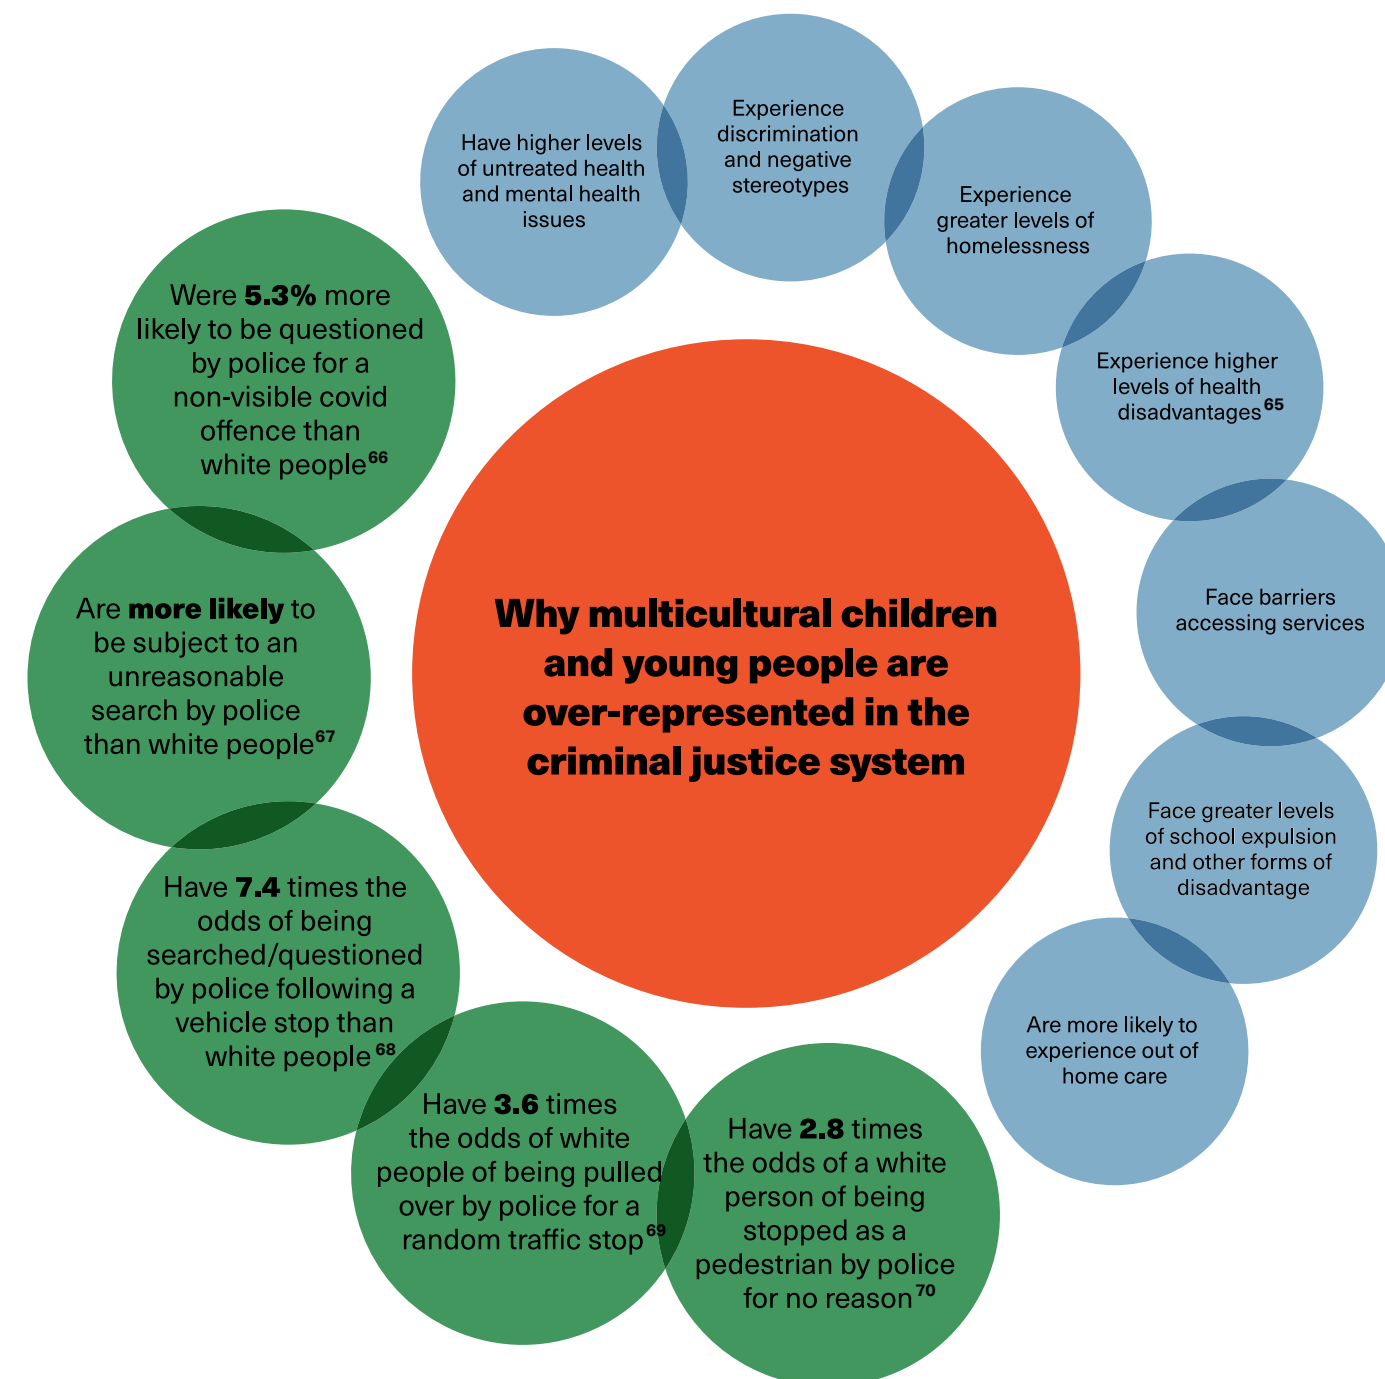 Have higher levels
of untreated health
and mental health
issues
Experience
discrimination
and negative
stereotypes
Experience
greater levels of
homelessness
Experience higher
levels of health
disadvantages65
Face barriers
accessing services
Face greater levels
of school expulsion
and other forms of
disadvantage
Are more likely to
experience out of
home care
Why multicultural children
and young people are
over-represented in the
criminal justice system
Were 5.3% more
likely to be questioned
by police for a
non-visible covid
offence than
white people66
Are more likely to
be subject to an
unreasonable
search by police
than white people67
Have 7.4 times the
odds of being
searched/questioned
by police following a
vehicle stop than
white people68
Have 3.6 times
the odds of white
people of being pulled
over by police for a
random traffic stop69
Have 2.8 times
the odds of a white
person of being
stopped as a
pedestrian by police
for no reason70